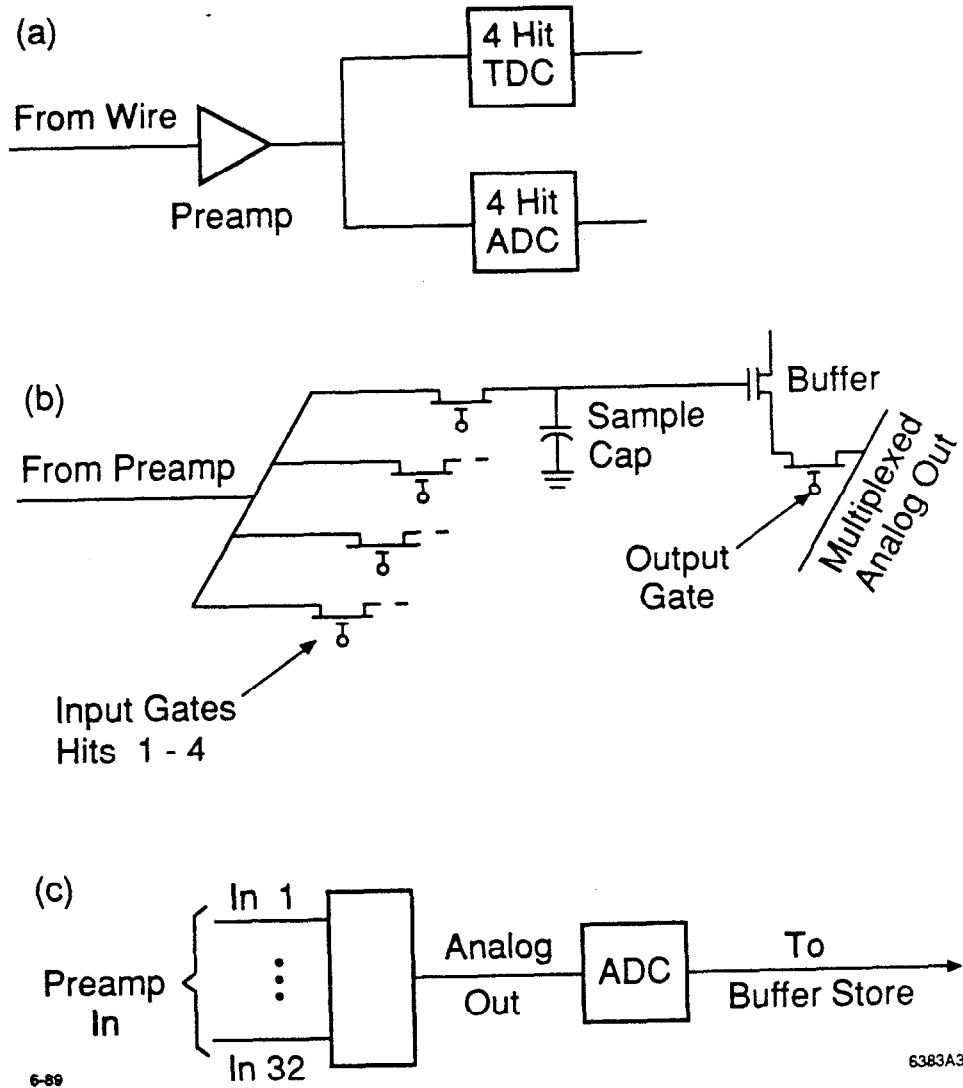 (a)
4 Hit
TDC
From Wire
Preamp
4 Hit
ADC
(b)
Buffer
Sample
Cap
From Preamp
Multiplexed
Analog Out
Output
Gate
Input Gates
Hits 1 - 4
(c)
In 1
Preamp
In
In 32
Analog
Out
ADC
To
Buffer Store
6-89
6383A3